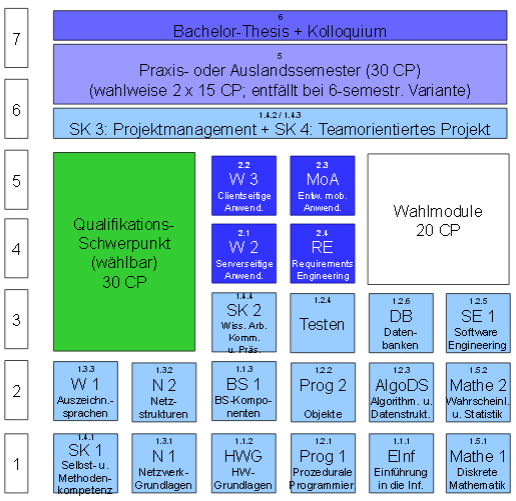 7
6
Bachelor-Thesis + Kolloquium
5
Praxis- oder Auslandssemester (30 CP)
(wahlweise 2 x 15 CP; entfällt bei 6-semestr. Variante)
6
1.4.2 / 1.4.3
SK 3: Projektmanagement + SK 4: Teamorientiertes Projekt
5
Qualifikations-
Schwerpunkt
(wählbar)
30 CP
2.2
W 3
Clientseitige
Anwend.
2.3
MoA
Entw. mob.
Anwend.
Wahlmodule
20 CP
4
2.1
W 2
Serverseitige
Anwend.
2.4
RE
Requirements
Engineering
3
1.4.4
SK 2
Wiss. Arb.
Komm.
u. Präs.
1.2.4
Testen
1.2.6
DB
Daten-
banken
1.2.5
SE 1
Software
Engineering
2
1.3.3
W 1
Auszeichn.-
sprachen
1.3.2
N 2
Netz-
strukturen
1.1.3
BS 1
BS-Kompo-
nenten
1.2.2
Prog 2
Objekte
1.2.3
AlgoDS
Algorithm. u.
Datenstrukt.
1.5.2
Mathe 2
Wahrscheinl.
u. Statistik
1
1.4.1
SK 1
Selbst- u.
Methoden-
kompetenz
1.3.1
N 1
Netzwerk-
Grundlagen
1.1.2
HWG
HW-
Grundlagen
1.2.1
Prog 1
Prozedurale
Programmier.
1.1.1
EInf
Einführung
in die Inf.
1.5.1
Mathe 1
Diskrete
Mathematik